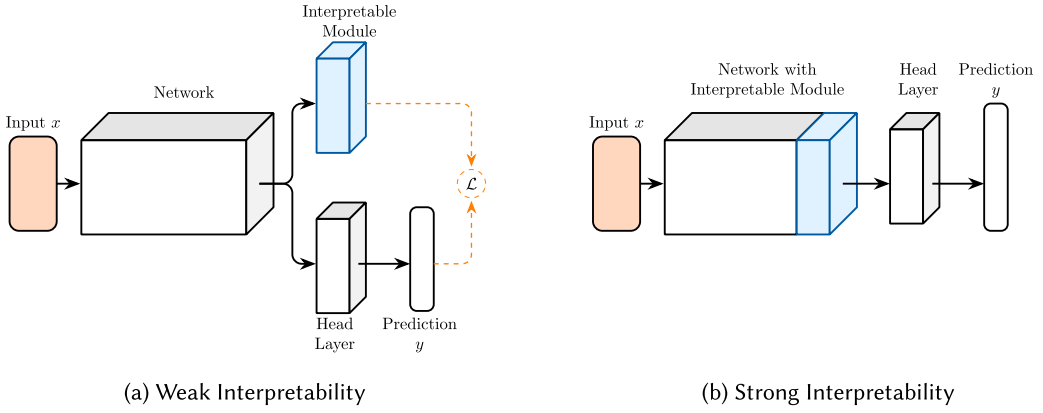 Interpretable
Module
Network
Input x
ℒ
Head
Layer
Prediction
y
(a) Weak Interpretability
Network with
Interpretable Module
Head
Layer
Prediction
y
Input x
(b) Strong Interpretability